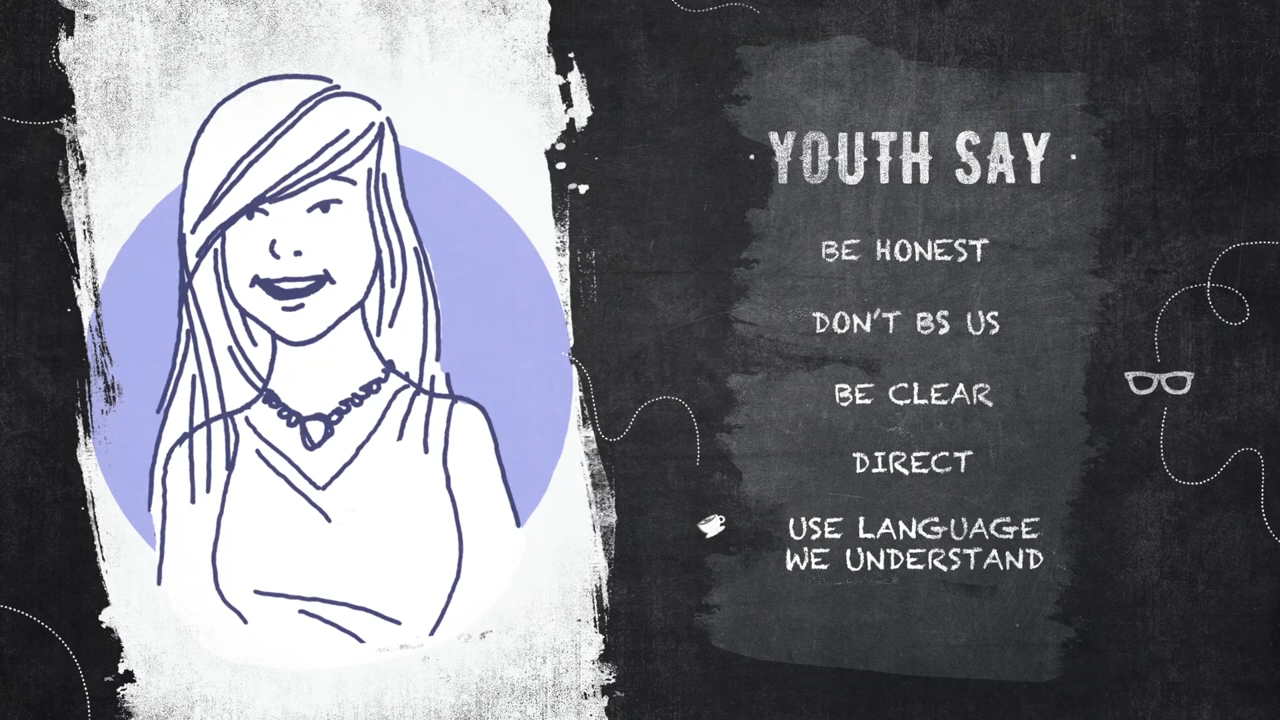 · YOUTH SAY ·
BE HONEST
DON'T BS US
BE CLEAR
DIRECT
USE LANGUAGE
WE UNDERSTAND